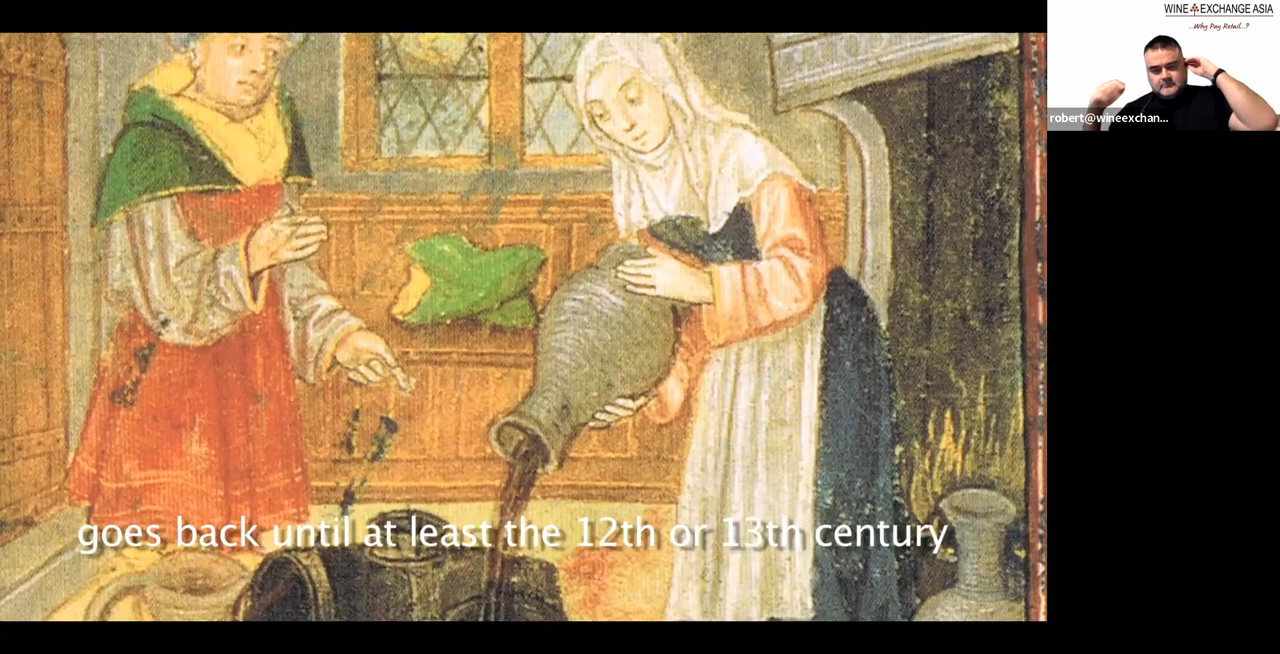 WINE EXCHANGE ASIA
...Why Pay Retail...?
robert@wineexchan...
goes back until at least the 12th or 13th century